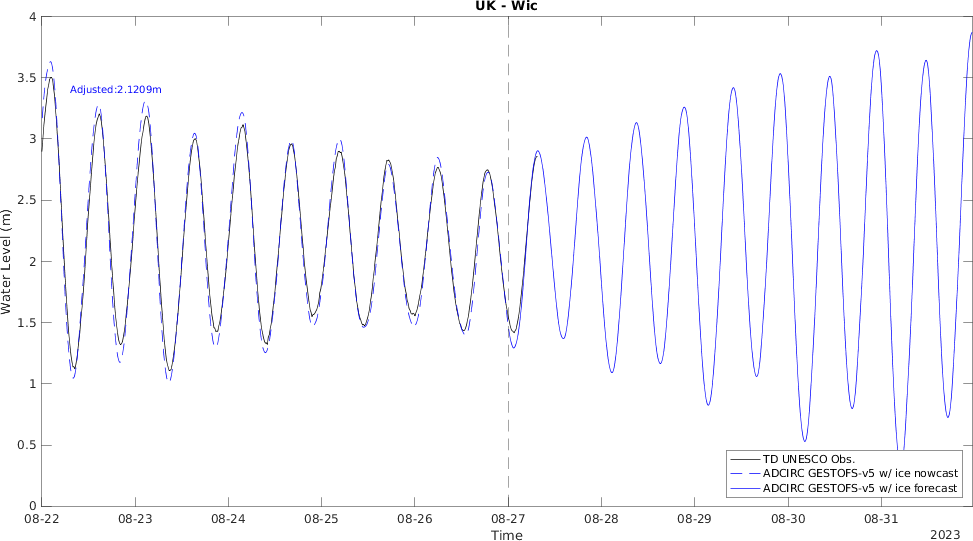 UK - Wic
4
3.5
3
2.5
2
1.5
1
0.5
0
Water Level (m)
Adjusted:2.1209m
TD UNESCO Obs.
ADCIRC GESTOFS-v5 w/ ice nowcast
ADCIRC GESTOFS-v5 w/ ice forecast
08-22 08-23 08-24 08-25 08-26 08-27 08-28 08-29 08-30 08-31
Time
2023